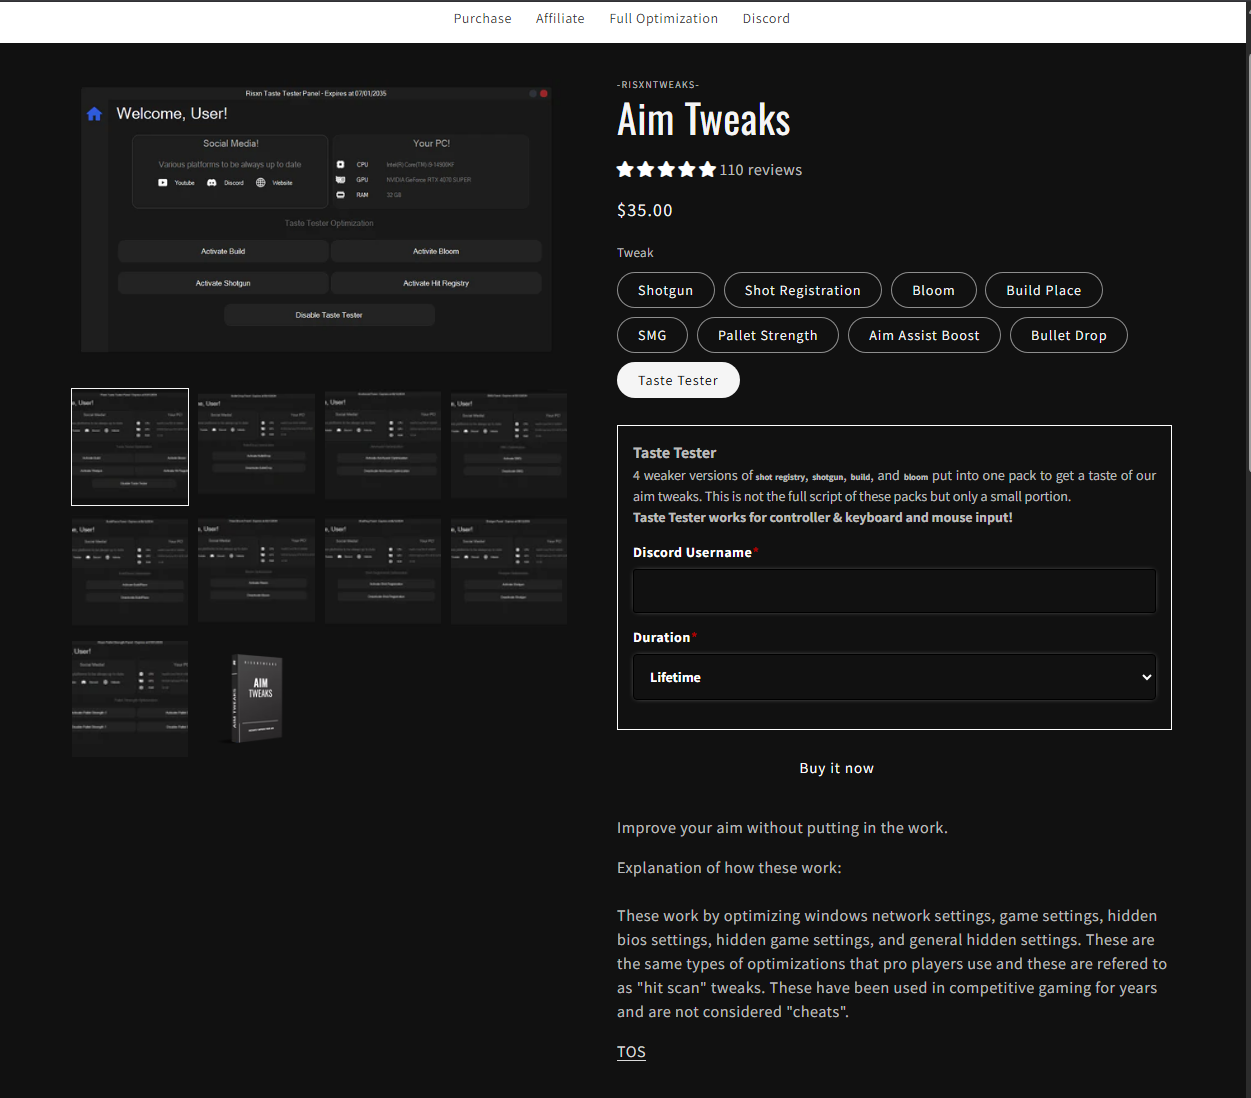 Purchase Affiliate Full Optimization Discord
Risxn Taste Tester Panel - Expires at 07/01/2035
Welcome, User!
Social Media!
Various platforms to be always up to date
Youtube Discord Website
Your PC!
CPU Intel(R) Core(TM) i9-14900KF
GPU NVIDIA GeForce RTX 4070 SUPER
RAM 32 GB
Taste Tester Optimization
Activate Build Activite Bloom
Activate Shotgun Activate Hit Registry
Disable Taste Tester
AIM
TWEAKS
AIM TWEAKS
-RISXNTWEAKS-
Aim Tweaks
110 reviews
$35.00
Tweak
Shotgun Shot Registration Bloom Build Place
SMG Pallet Strength Aim Assist Boost Bullet Drop
Taste Tester
Taste Tester
4 weaker versions of shot registry, shotgun, build, and bloom put into one pack to get a taste of our
aim tweaks. This is not the full script of these packs but only a small portion.
Taste Tester works for controller & keyboard and mouse input!
Discord Username*
Duration*
Lifetime
Buy it now
Improve your aim without putting in the work.
Explanation of how these work:
These work by optimizing windows network settings, game settings, hidden
bios settings, hidden game settings, and general hidden settings. These are
the same types of optimizations that pro players use and these are refered to
as "hit scan" tweaks. These have been used in competitive gaming for years
and are not considered "cheats".
TOS